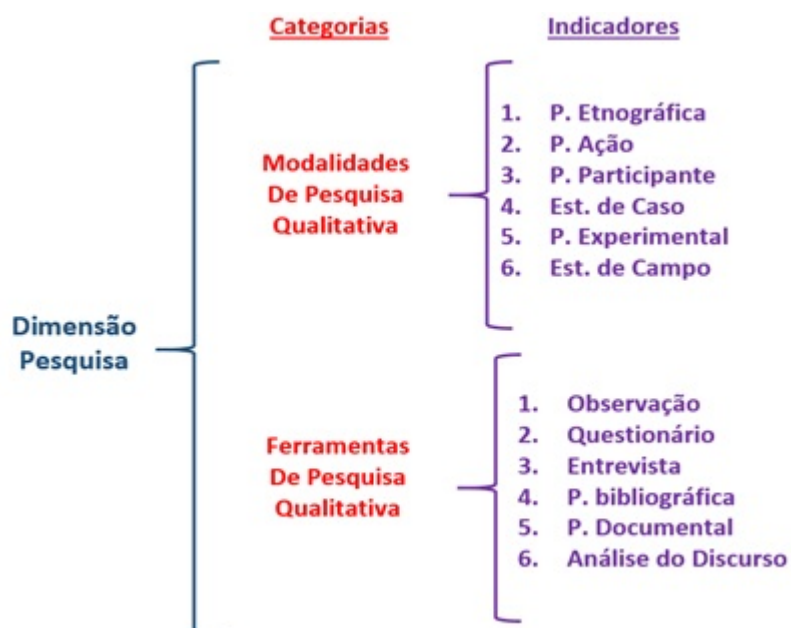 Categorias
Indicadores
Dimensão
Pesquisa
Modalidades
De Pesquisa
Qualitativa
1. P. Etnográfica
2. P. Ação
3. P. Participante
4 Est. de Caso
5. P. Experimental
6. Est. de Campo
Ferramentas
De Pesquisa
Qualitativa
1. Observação
2. Questionário
3. Entrevista
4 P. bibliográfica
5. P. Documental
6. Análise do Discurso